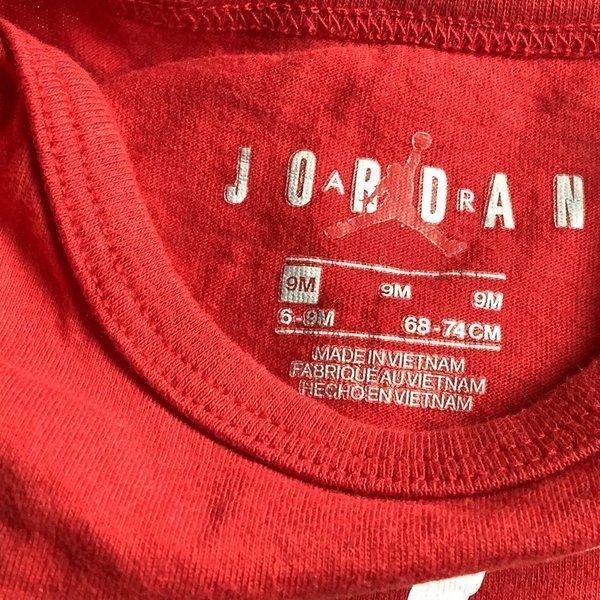 JORDAN
AIR
9M 9M 9M
6-9M 68-74CM
MADE IN VIETNAM
FABRIQUE AU VIETNAM
HECHO EN VIETNAM